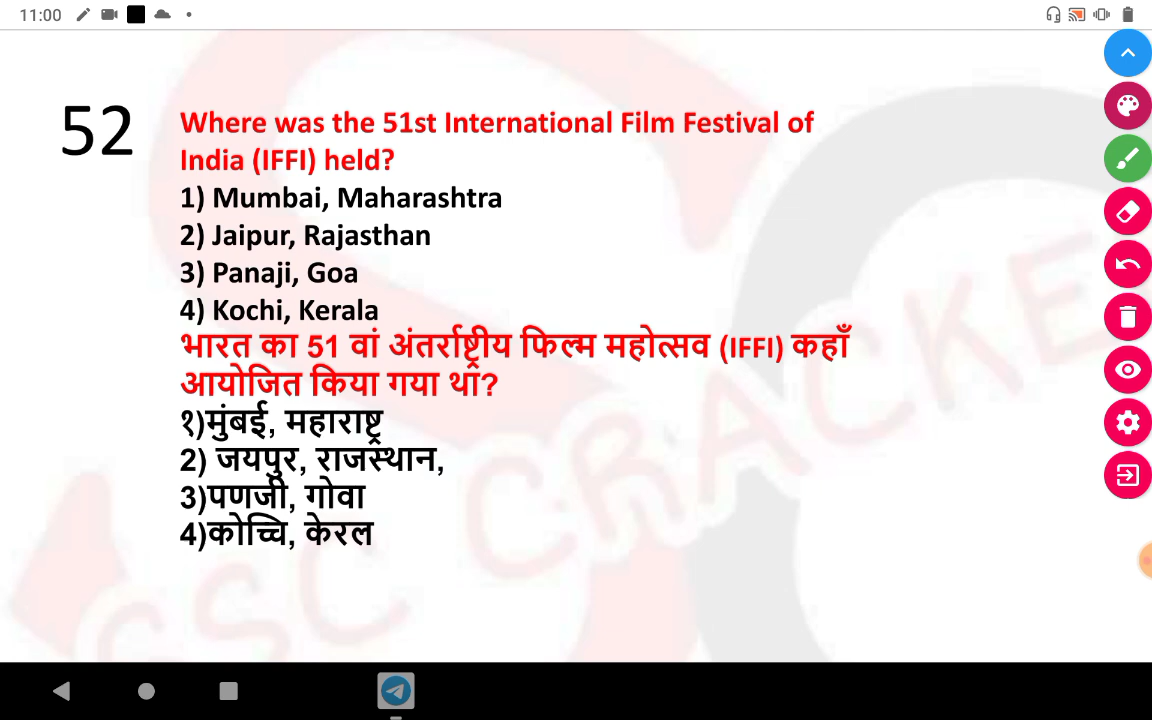 11:00
52
Where was the 51st International Film Festival of
India (IFFI) held?
1) Mumbai, Maharashtra
2) Jaipur, Rajasthan
3) Panaji, Goa
4) Kochi, Kerala
भारत का 51 वां अंतर्राष्ट्रीय फिल्म महोत्सव (IFFI) कहाँ
आयोजित किया गया था?
१)मुंबई, महाराष्ट्र
2) जयपुर, राजस्थान,
3)पणजी, गोवा
4)कोच्चि, केरल
GSC CRACKE